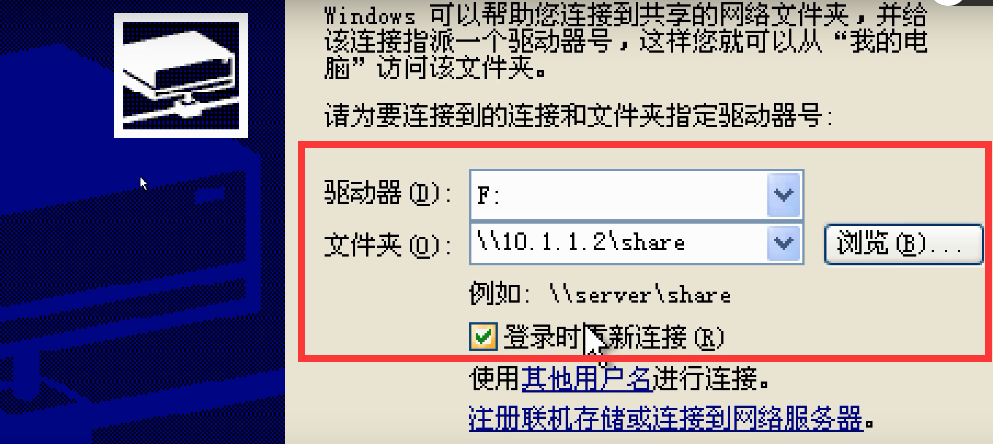 Windows 可以帮助您连接到共享的网络文件夹，并给
该连接指派一个驱动器号，这样您就可以从“我的电
脑”访问该文件夹。
请为要连接到的连接和文件夹指定驱动器号:
驱动器(D): F:
文件夹(O): \\10.1.1.2\share 浏览(B)...
例如: \\server\share
登录时重新连接(R)
使用其他用户名进行连接。
注册联机存储或连接到网络服务器。